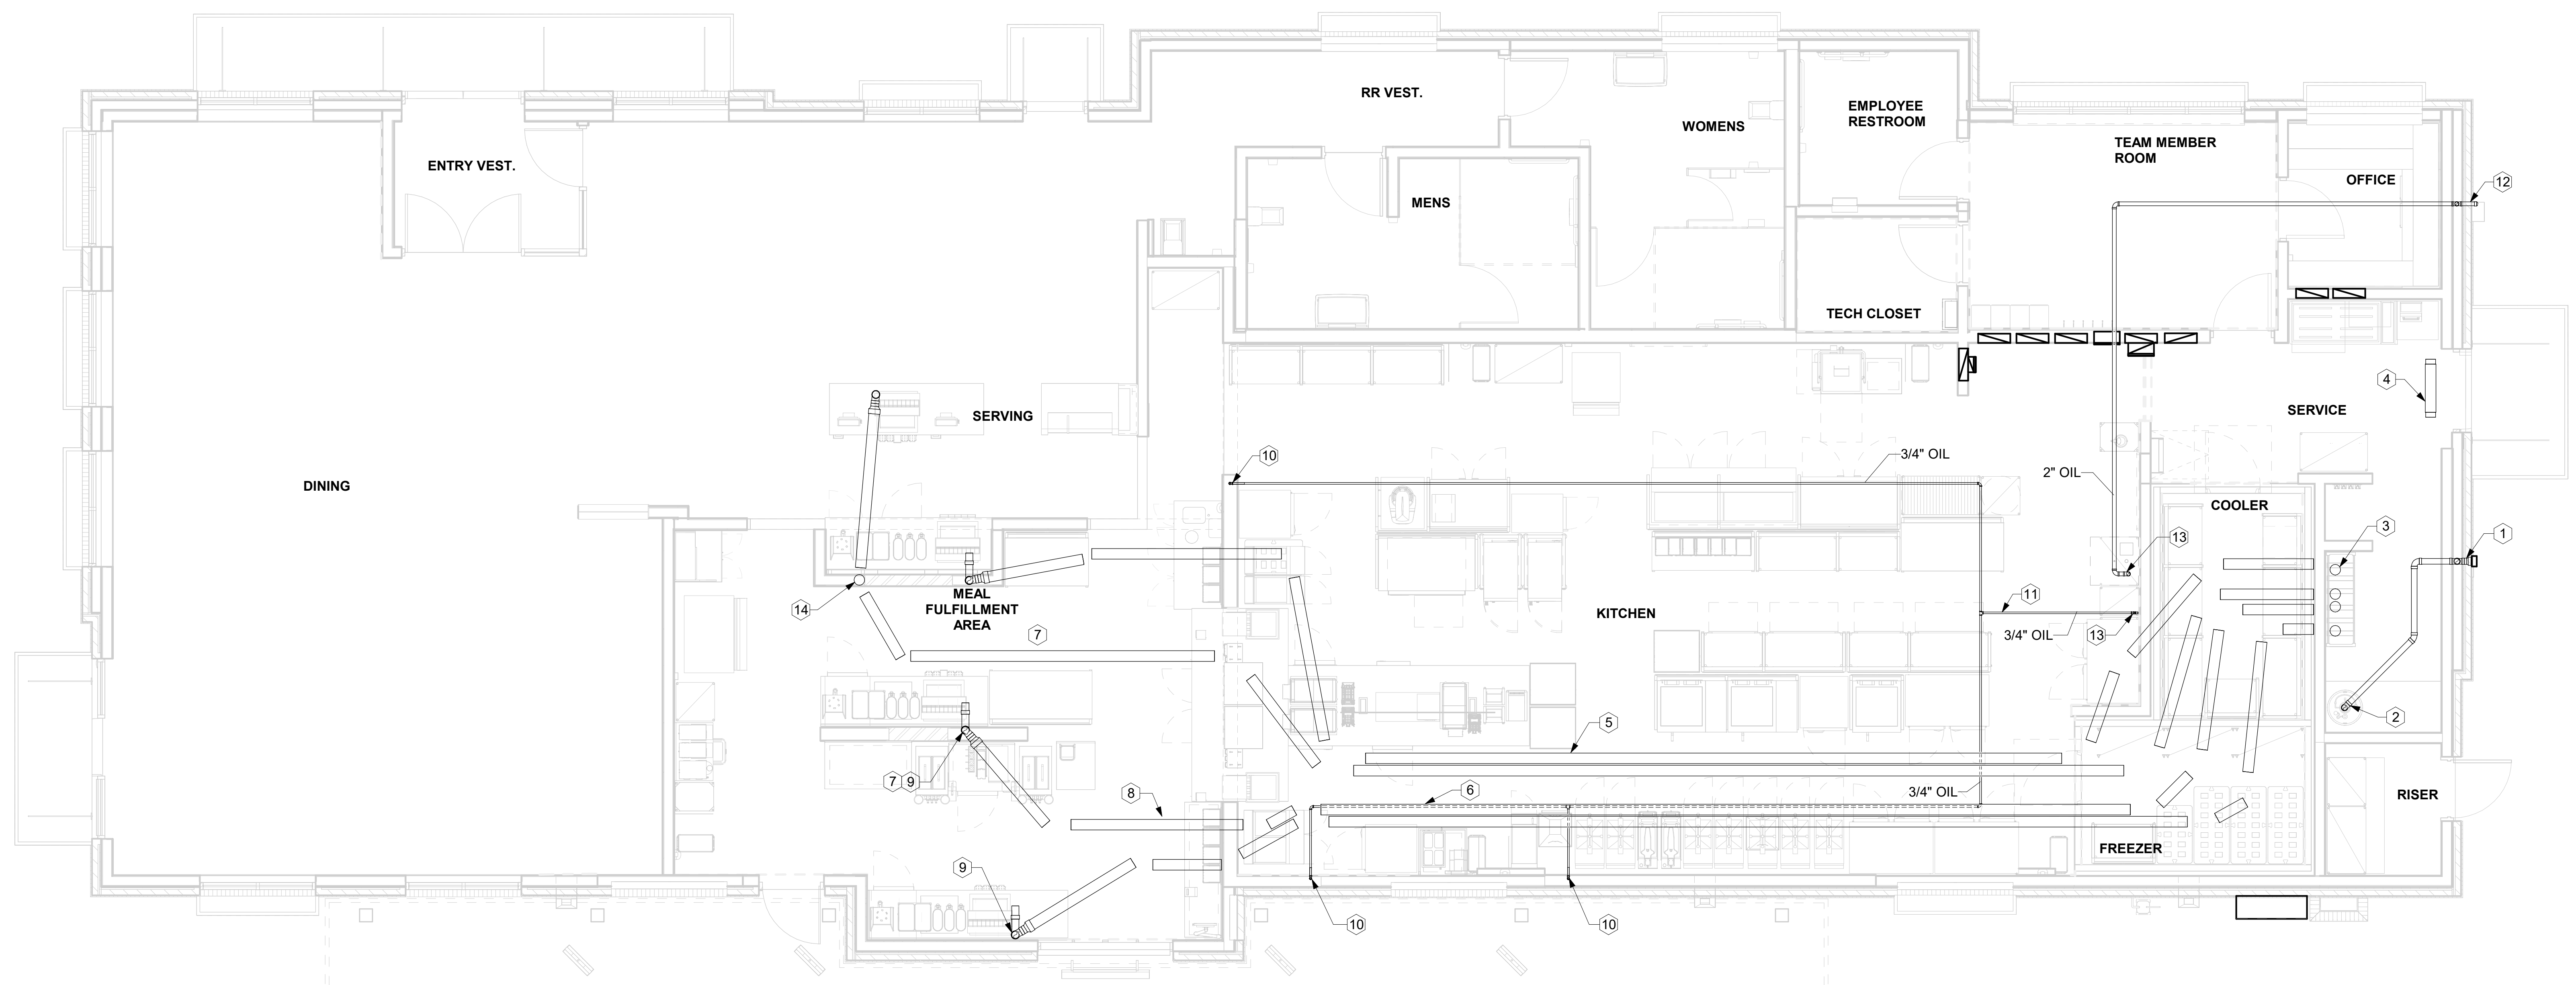 RR VEST.
EMPLOYEE
RESTROOM
WOMENS
TEAM MEMBER
ROOM
ENTRY VEST.
OFFICE
12
MENS
TECH CLOSET
4
SERVING
SERVICE
10
3/4" OIL
2" OIL
DINING
COOLER
3
1
13
14
MEAL
FULFILLMENT
AREA
7
KITCHEN
11
3/4" OIL
13
5
2
7
9
8
6
3/4" OIL
RISER
FREEZER
9
10
10